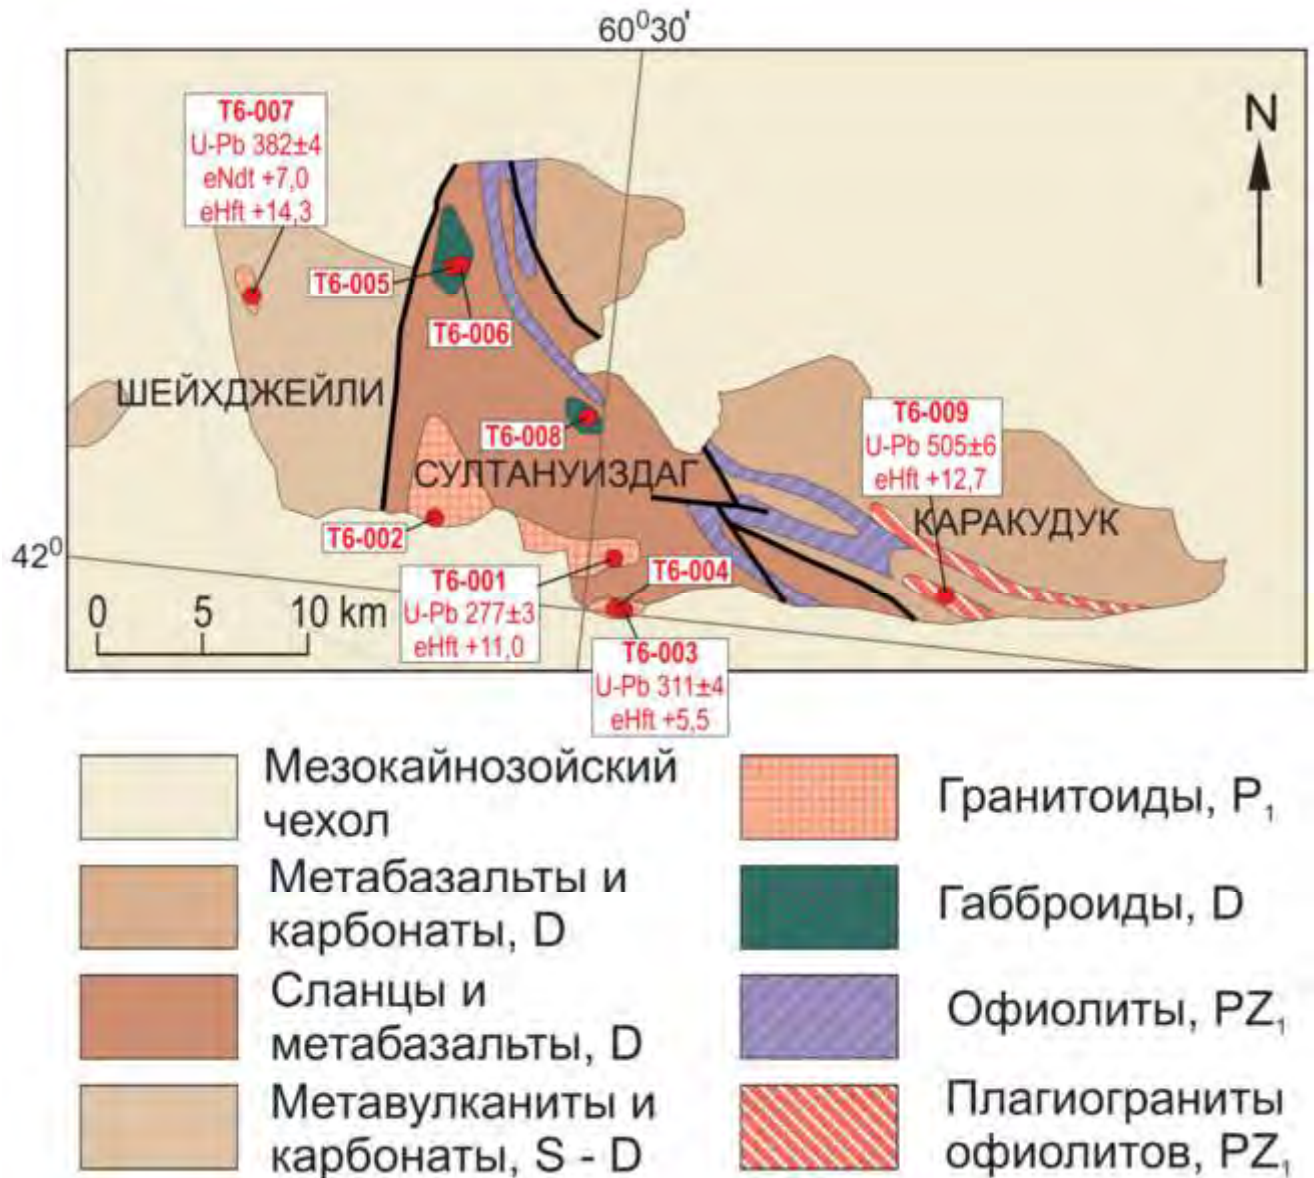 60⁰30'
N
T6-007
U-Pb 382±4
eNdt +7,0
eHft +14,3
T6-005
T6-006
ШЕЙХДЖЕЙЛИ
T6-008
T6-009
U-Pb 505±6
eHft +12,7
СУЛТАНУИЗДАГ
КАРАКУДУК
T6-002
42⁰
T6-001
U-Pb 277±3
eHft +11,0
T6-004
0 5 10 km
T6-003
U-Pb 311±4
eHft +5,5
Мезокайнозойский
чехол
Метабазальты и
карбонаты, D
Сланцы и
метабазальты, D
Метавулканиты и
карбонаты, S - D
Гранитоиды, P₁
Габброиды, D
Офиолиты, PZ₁
Плагиограниты
офиолитов, PZ₁